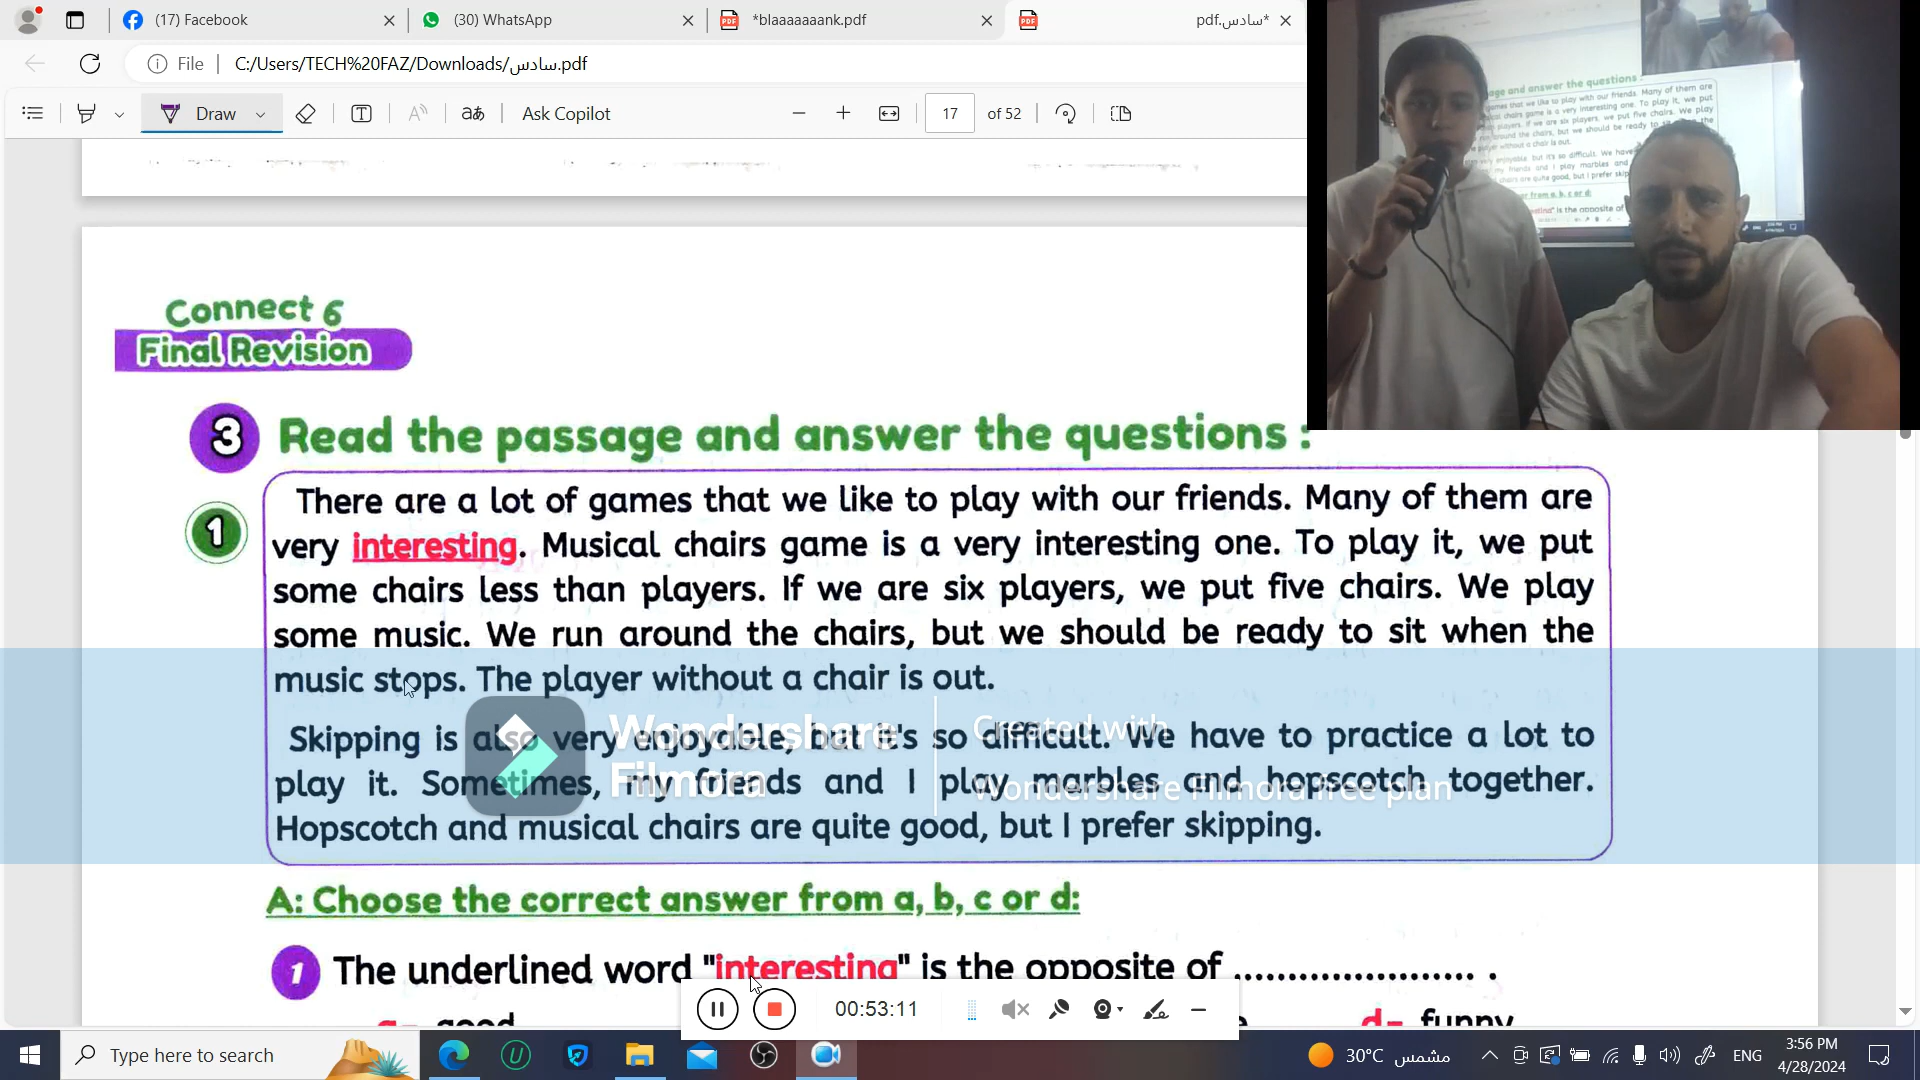 (17) Facebook
(30) WhatsApp
*blaaaaaaank.pdf
*سادس.pdf
File
C:/Users/TECH%20FAZ/Downloads/سادس.pdf
Draw
Ask Copilot
17 of 52
Connect 6
Final Revision
3 Read the passage and answer the questions :
1
There are a lot of games that we like to play with our friends. Many of them are
very interesting. Musical chairs game is a very interesting one. To play it, we put
some chairs less than players. If we are six players, we put five chairs. We play
some music. We run around the chairs, but we should be ready to sit when the
music stops. The player without a chair is out.
Skipping is also very enjoyable, but it's so difficult. We have to practice a lot to
play it. Sometimes, my friends and I play marbles and hopscotch together.
Hopscotch and musical chairs are quite good, but I prefer skipping.
Wondershare
Filmora
Created with
Wondershare Filmora free plan
A: Choose the correct answer from a, b, c or d:
1 The underlined word "interesting" is the opposite of ...................... .
a- good
d- funny
00:53:11
Type here to search
30°C مشمس
ENG
3:56 PM
4/28/2024